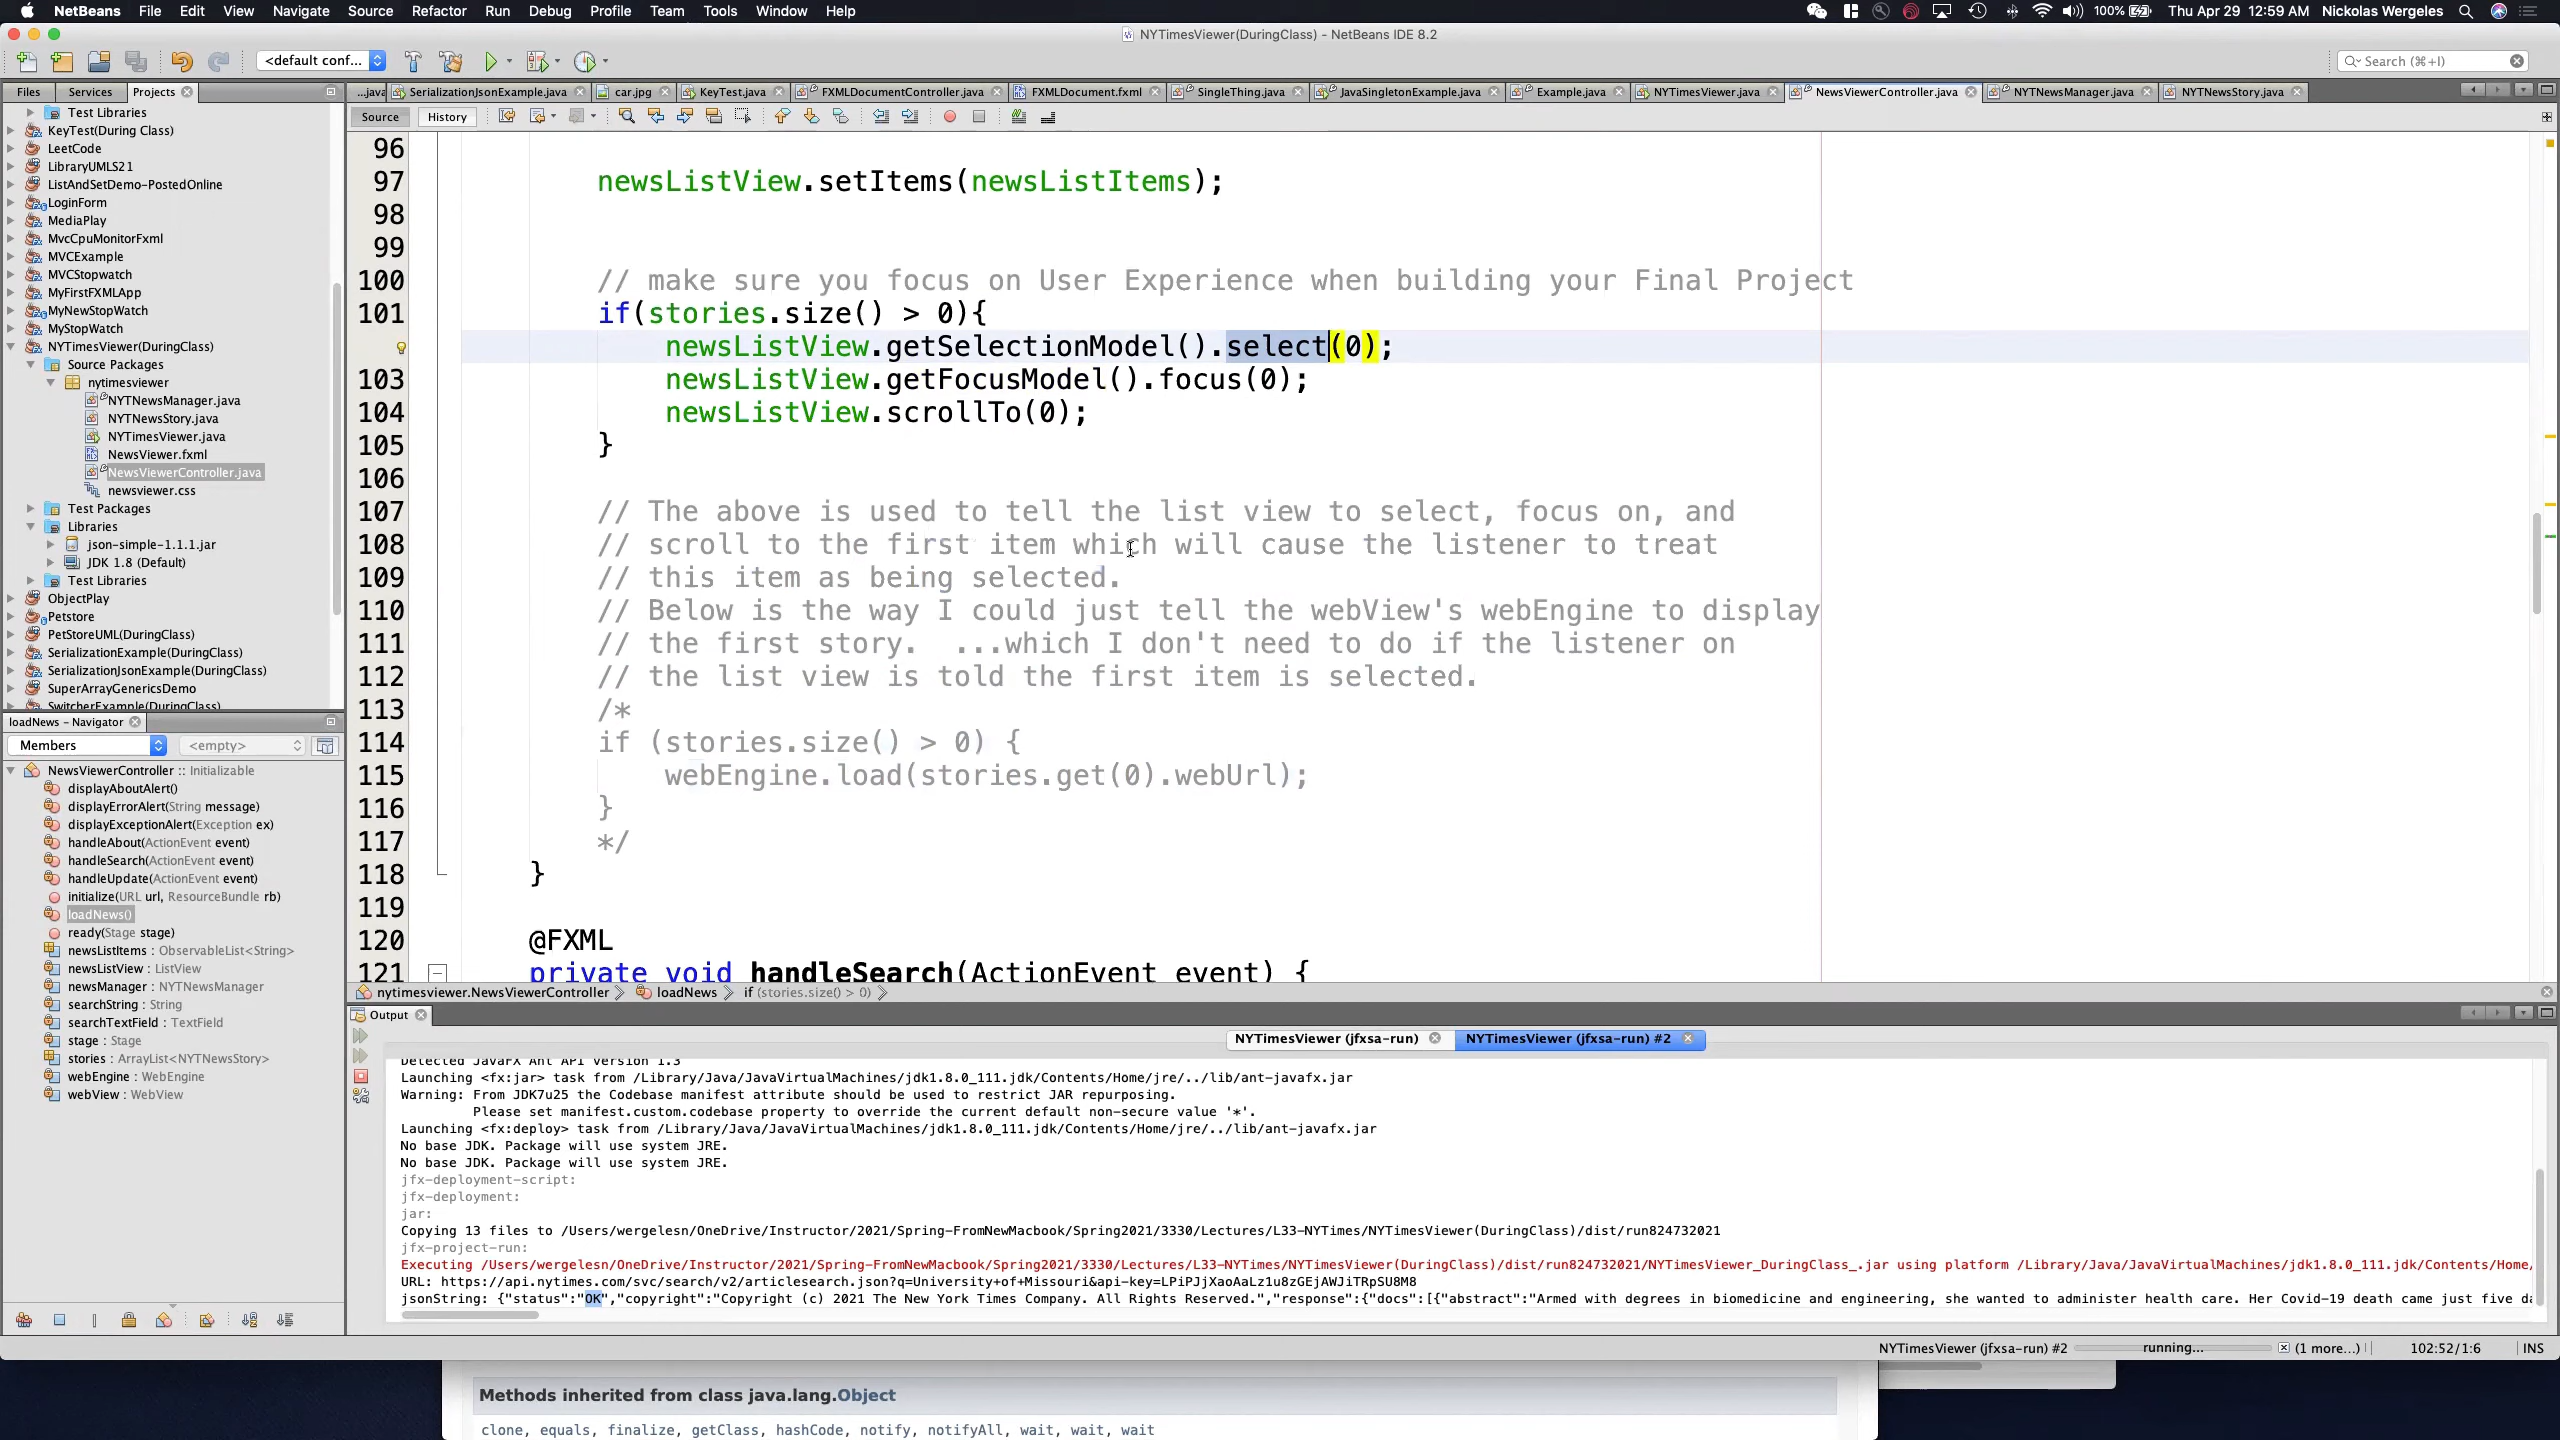 NetBeans File Edit View Navigate Source Refactor Run Debug Profile Team Tools Window Help
100% Thu Apr 29 12:59 AM Nickolas Wergeles
NYTimesViewer(DuringClass) - NetBeans IDE 8.2
<default conf...
Search (⌘+I)
Files Services Projects
...java SerializationJsonExample.java car.jpg KeyTest.java FXMLDocumentController.java FXMLDocument.fxml SingleThing.java JavaSingletonExample.java Example.java NYTimesViewer.java NewsViewerController.java NYTNewsManager.java NYTNewsStory.java
Source History
Test Libraries
KeyTest(During Class)
LeetCode
LibraryUMLS21
ListAndSetDemo-PostedOnline
LoginForm
MediaPlay
MvcCpuMonitorFxml
MVCExample
MVCStopwatch
MyFirstFXMLApp
MyNewStopWatch
MyStopWatch
NYTimesViewer(DuringClass)
Source Packages
nytimesviewer
NYTNewsManager.java
NYTNewsStory.java
NYTimesViewer.java
NewsViewer.fxml
NewsViewerController.java
newsviewer.css
Test Packages
Libraries
json-simple-1.1.1.jar
JDK 1.8 (Default)
Test Libraries
ObjectPlay
Petstore
PetStoreUML(DuringClass)
SerializationExample(DuringClass)
SerializationJsonExample(DuringClass)
SuperArrayGenericsDemo
SwitcherExample(DuringClass)
loadNews - Navigator
Members <empty>
NewsViewerController :: Initializable
displayAboutAlert()
displayErrorAlert(String message)
displayExceptionAlert(Exception ex)
handleAbout(ActionEvent event)
handleSearch(ActionEvent event)
handleUpdate(ActionEvent event)
initialize(URL url, ResourceBundle rb)
loadNews()
ready(Stage stage)
newsListItems : ObservableList<String>
newsListView : ListView
newsManager : NYTNewsManager
searchString : String
searchTextField : TextField
stage : Stage
stories : ArrayList<NYTNewsStory>
webEngine : WebEngine
webView : WebView
96
97 newsListView.setItems(newsListItems);
98
99
100 // make sure you focus on User Experience when building your Final Project
101 if(stories.size() > 0){
newsListView.getSelectionModel().select(0);
103 newsListView.getFocusModel().focus(0);
104 newsListView.scrollTo(0);
105 }
106
107 // The above is used to tell the list view to select, focus on, and
108 // scroll to the first item which will cause the listener to treat
109 // this item as being selected.
110 // Below is the way I could just tell the webView's webEngine to display
111 // the first story.  ...which I don't need to do if the listener on
112 // the list view is told the first item is selected.
113 /*
114 if (stories.size() > 0) {
115 webEngine.load(stories.get(0).webUrl);
116 }
117 */
118 }
119
120 @FXML
121 private void handleSearch(ActionEvent event) {
nytimesviewer.NewsViewerController loadNews if (stories.size() > 0)
Output
NYTimesViewer (jfxsa-run) NYTimesViewer (jfxsa-run) #2
Detected JavaFX Ant API version 1.3
Launching <fx:jar> task from /Library/Java/JavaVirtualMachines/jdk1.8.0_111.jdk/Contents/Home/jre/../lib/ant-javafx.jar
Warning: From JDK7u25 the Codebase manifest attribute should be used to restrict JAR repurposing.
Please set manifest.custom.codebase property to override the current default non-secure value '*'.
Launching <fx:deploy> task from /Library/Java/JavaVirtualMachines/jdk1.8.0_111.jdk/Contents/Home/jre/../lib/ant-javafx.jar
No base JDK. Package will use system JRE.
No base JDK. Package will use system JRE.
jfx-deployment-script:
jfx-deployment:
jar:
Copying 13 files to /Users/wergelesn/OneDrive/Instructor/2021/Spring-FromNewMacbook/Spring2021/3330/Lectures/L33-NYTimes/NYTimesViewer(DuringClass)/dist/run824732021
jfx-project-run:
Executing /Users/wergelesn/OneDrive/Instructor/2021/Spring-FromNewMacbook/Spring2021/3330/Lectures/L33-NYTimes/NYTimesViewer(DuringClass)/dist/run824732021/NYTimesViewer_DuringClass_.jar using platform /Library/Java/JavaVirtualMachines/jdk1.8.0_111.jdk/Contents/Home/
URL: https://api.nytimes.com/svc/search/v2/articlesearch.json?q=University+of+Missouri&api-key=LPiPJjXaoAaLz1u8zGEjAWJiTRpSU8M8
jsonString: {"status":"OK","copyright":"Copyright (c) 2021 The New York Times Company. All Rights Reserved.","response":{"docs":[{"abstract":"Armed with degrees in biomedicine and engineering, she wanted to administer health care. Her Covid-19 death came just five da
NYTimesViewer (jfxsa-run) #2 running... (1 more...) 102:52/1:6 INS
Methods inherited from class java.lang.Object
clone, equals, finalize, getClass, hashCode, notify, notifyAll, wait, wait, wait